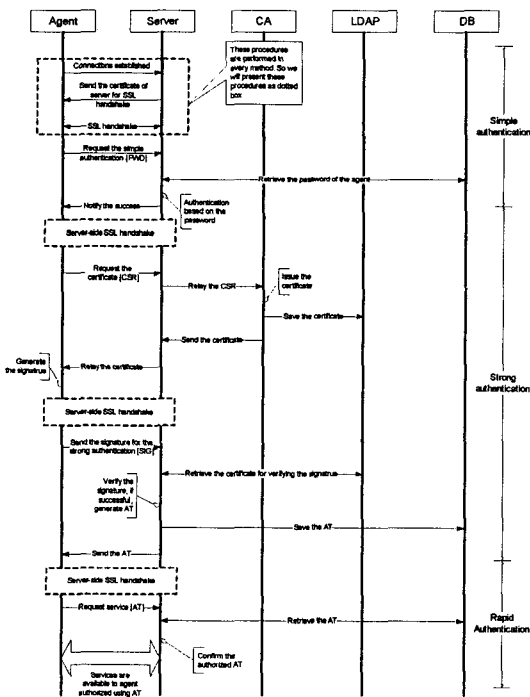 Agent
Server
CA
LDAP
DB
Connections established
Send the certificate of
server for SSL
handshake
SSL handshake
These procedures
are performed in
every method. So we
will present these
procedures as dotted
box
Request the simple
authentication [PWD]
Simple
authentication
Retrieve the password of the agent
Notify the success
Authentication
based on the
password
Server-side SSL handshake
Request the
certificate [CSR]
Relay the CSR
Issue the
certificate
Save the certificate
Send the certificate
Generate
the signatrue
Relay the certificate
Strong
authentication
Server-side SSL handshake
Send the signature for the
strong authentication [SIG]
Retrieve the certificate for verifying the signatrue
Verify the
signature, if
successful,
generate AT
Save the AT
Send the AT
Server-side SSL handshake
Request service [AT]
Retrieve the AT
Rapid
Authentication
Confirm the
authorized AT
Services are
available to agent
authorized using AT